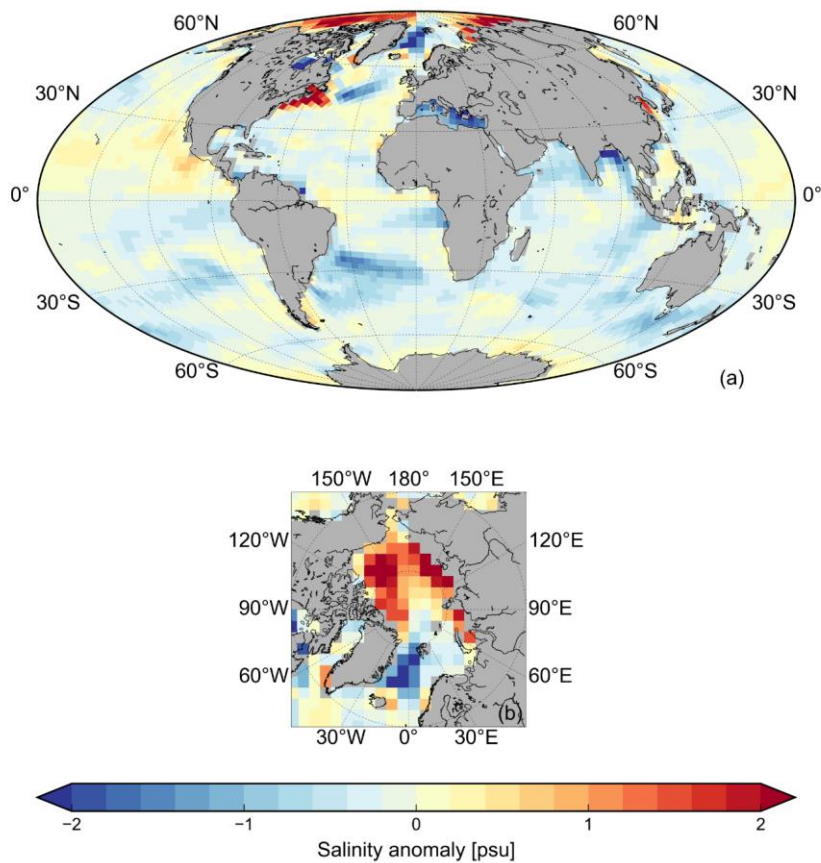 60°N 60°N
30°N 30°N
0° 0°
30°S 30°S
60°S 60°S
(a)
150°W 180° 150°E
120°W 120°E
90°W 90°E
60°W 60°E
(b)
30°W 0° 30°E
−2 −1 0 1 2
Salinity anomaly [psu]